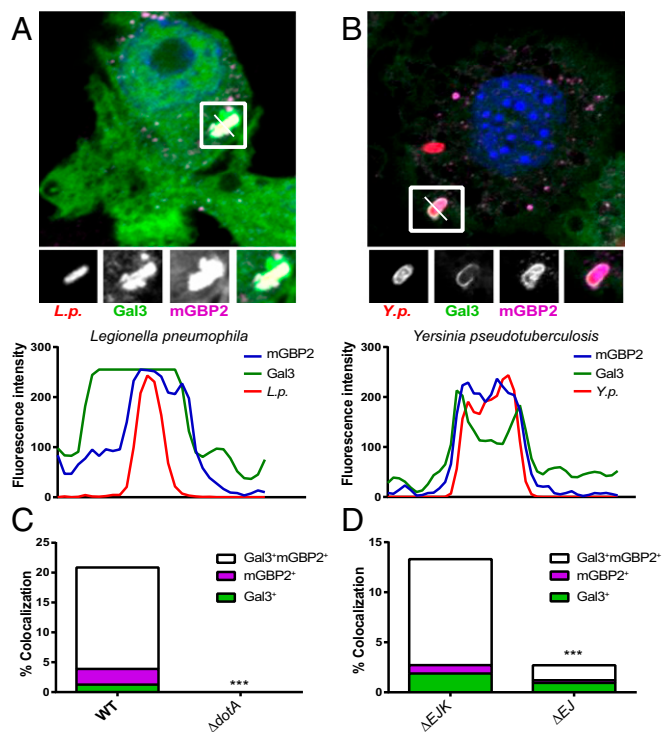 A
B
L.p. Gal3 mGBP2
Y.p. Gal3 mGBP2
Legionella pneumophila
Yersinia pseudotuberculosis
Fluorescence intensity
300
200
100
0
mGBP2
Gal3
L.p.
Fluorescence intensity
300
200
100
0
mGBP2
Gal3
Y.p.
C
D
% Colocalization
25
20
15
10
5
0
Gal3⁺mGBP2⁺
mGBP2⁺
Gal3⁺
***
WT
ΔdotA
% Colocalization
15
10
5
0
Gal3⁺mGBP2⁺
mGBP2⁺
Gal3⁺
***
ΔEJK
ΔEJ